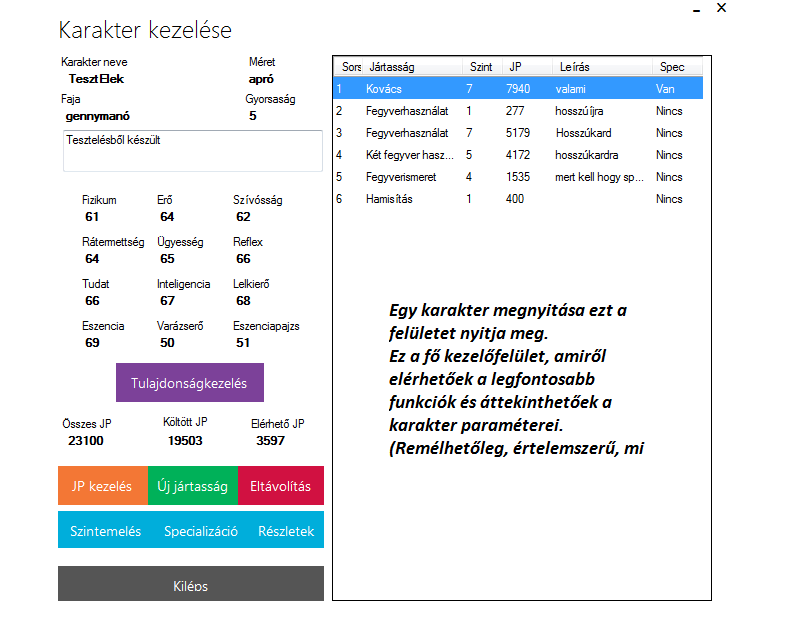 Karakter kezelése
Karakter neve Méret
TesztElek apró
Faja Gyorsaság
gennymanó 5
Tesztelésből készült
Fizikum Erő Szívósság
61 64 62
Rátermettség Ügyesség Reflex
64 65 66
Tudat Inteligencia Lelkierő
66 67 68
Eszencia Varázserő Eszenciapajzs
69 50 51
Tulajdonságkezelés
Összes JP Költött JP Elérhető JP
23100 19503 3597
JP kezelés Új jártasság Eltávolítás
Szintemelés Specializáció Részletek
Kiléps
Sors Jártasság Szint JP Leírás Spec
1 Kovács 7 7940 valami Van
2 Fegyverhasználat 1 277 hosszúíjra Nincs
3 Fegyverhasználat 7 5179 Hosszúkard Nincs
4 Két fegyver hasz... 5 4172 hosszúkardra Nincs
5 Fegyverismeret 4 1535 mert kell hogy sp... Nincs
6 Hamisítás 1 400 Nincs
Egy karakter megnyitása ezt a
felületet nyitja meg.
Ez a fő kezelőfelület, amiről
elérhetőek a legfontosabb
funkciók és áttekinthetőek a
karakter paraméterei.
(Remélhetőleg, értelemszerű, mi